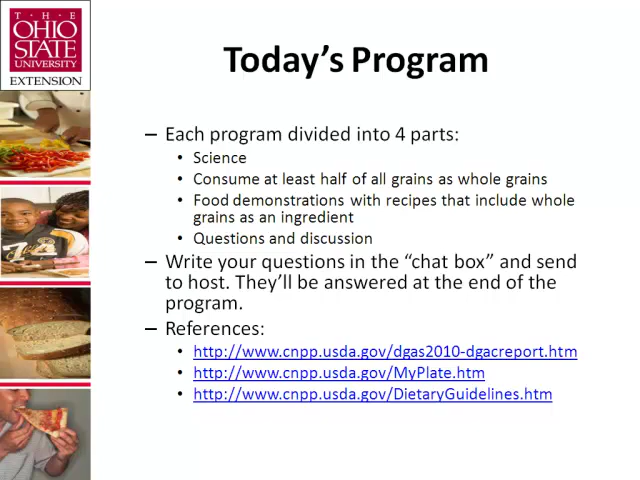 T · H · E
OHIO
STATE
UNIVERSITY
EXTENSION
Today’s Program
– Each program divided into 4 parts:
• Science
• Consume at least half of all grains as whole grains
• Food demonstrations with recipes that include whole
grains as an ingredient
• Questions and discussion
– Write your questions in the “chat box” and send
to host. They’ll be answered at the end of the
program.
– References:
• http://www.cnpp.usda.gov/dgas2010-dgacreport.htm
• http://www.cnpp.usda.gov/MyPlate.htm
• http://www.cnpp.usda.gov/DietaryGuidelines.htm